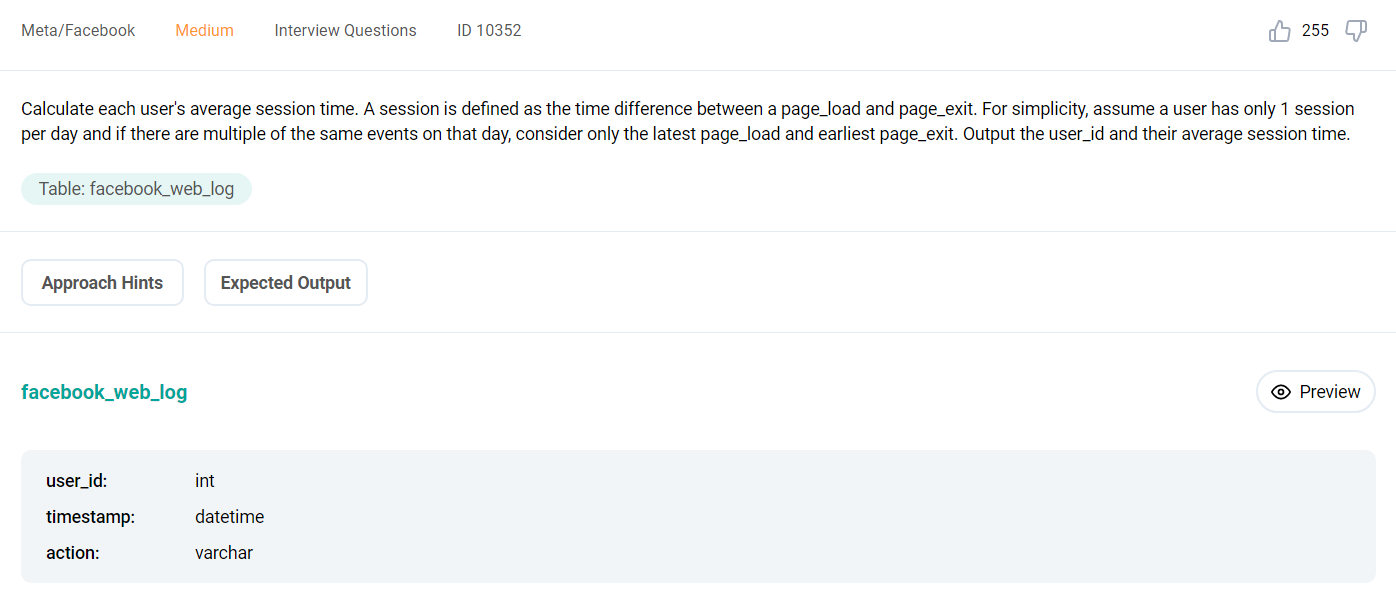 Meta/Facebook Medium Interview Questions ID 10352 255
Calculate each user's average session time. A session is defined as the time difference between a page_load and page_exit. For simplicity, assume a user has only 1 session
per day and if there are multiple of the same events on that day, consider only the latest page_load and earliest page_exit. Output the user_id and their average session time.
Table: facebook_web_log
Approach Hints Expected Output
facebook_web_log Preview
user_id: int
timestamp: datetime
action: varchar